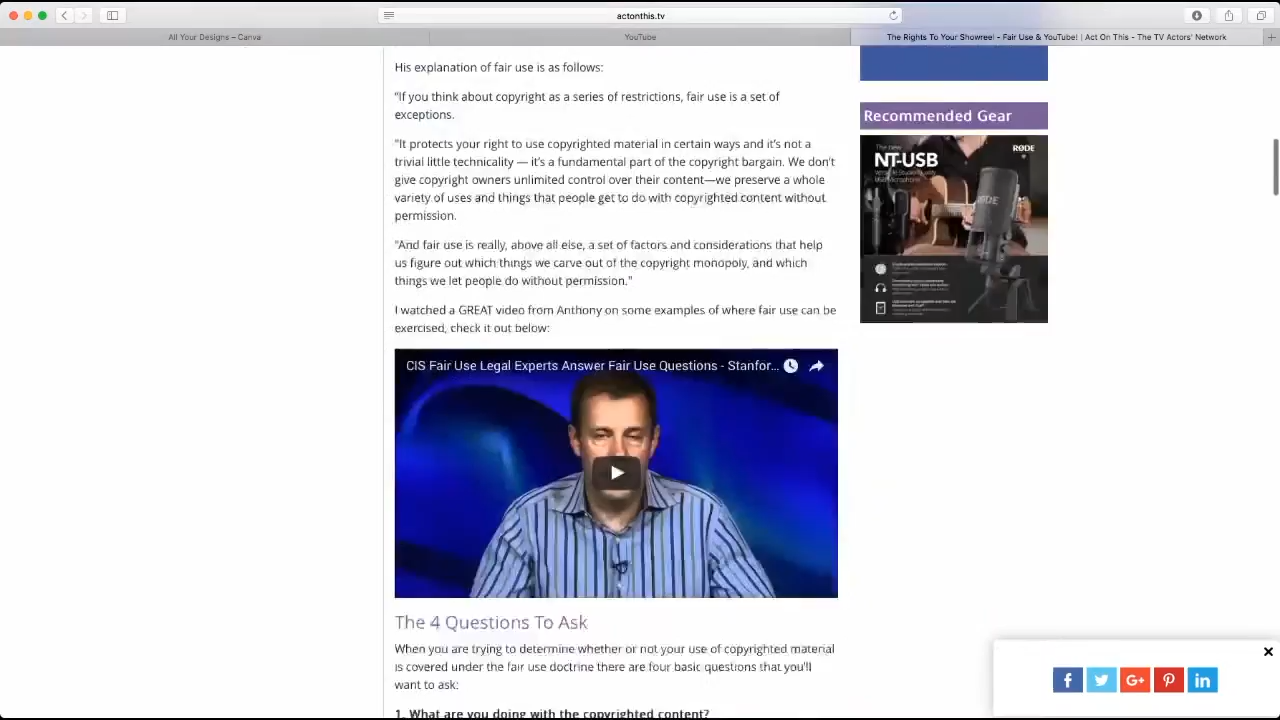 actonthis.tv
All Your Designs – Canva
YouTube
The Rights To Your Showreel - Fair Use & YouTube! | Act On This - The TV Actors' Network
His explanation of fair use is as follows:
"If you think about copyright as a series of restrictions, fair use is a set of
exceptions.
"It protects your right to use copyrighted material in certain ways and it's not a
trivial little technicality — it's a fundamental part of the copyright bargain. We don't
give copyright owners unlimited control over their content—we preserve a whole
variety of uses and things that people get to do with copyrighted content without
permission.
"And fair use is really, above all else, a set of factors and considerations that help
us figure out which things we carve out of the copyright monopoly, and which
things we let people do without permission."
I watched a GREAT video from Anthony on some examples of where fair use can be
exercised, check it out below:
CIS Fair Use Legal Experts Answer Fair Use Questions - Stanfor...
The 4 Questions To Ask
When you are trying to determine whether or not your use of copyrighted material
is covered under the fair use doctrine there are four basic questions that you'll
want to ask:
1. What are you doing with the copyrighted content?
Recommended Gear
The new
NT-USB
RØDE
RØDE
f
G+
in